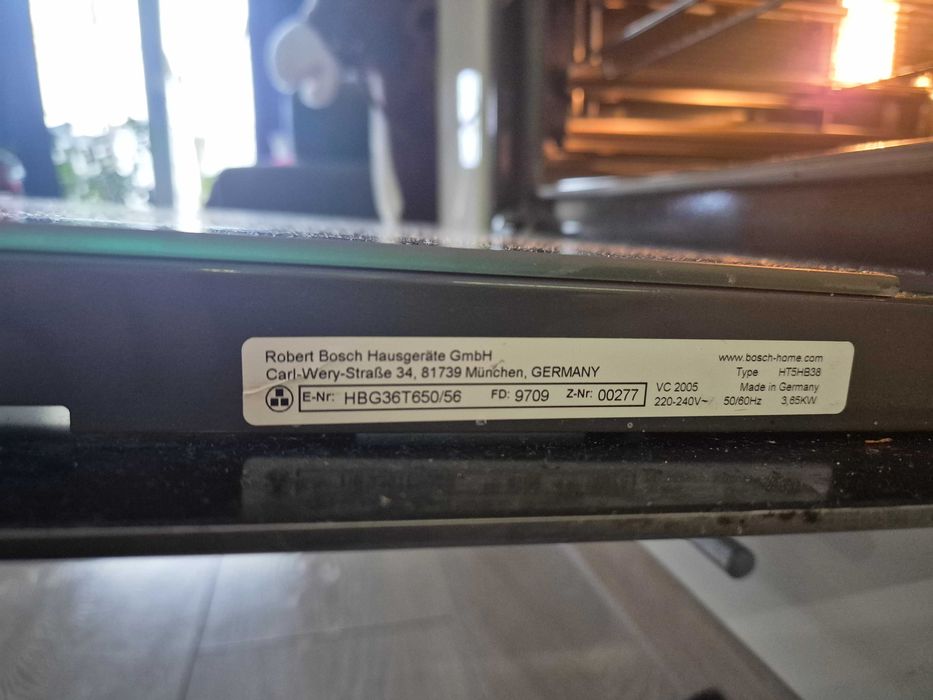 Robert Bosch Hausgeräte GmbH
Carl-Wery-Straße 34, 81739 München, GERMANY
E-Nr: HBG36T650/56 FD: 9709 Z-Nr: 00277
www.bosch-home.com
Type HT5HB38
VC 2005 Made in Germany
220-240V~ 50/60Hz 3,65KW